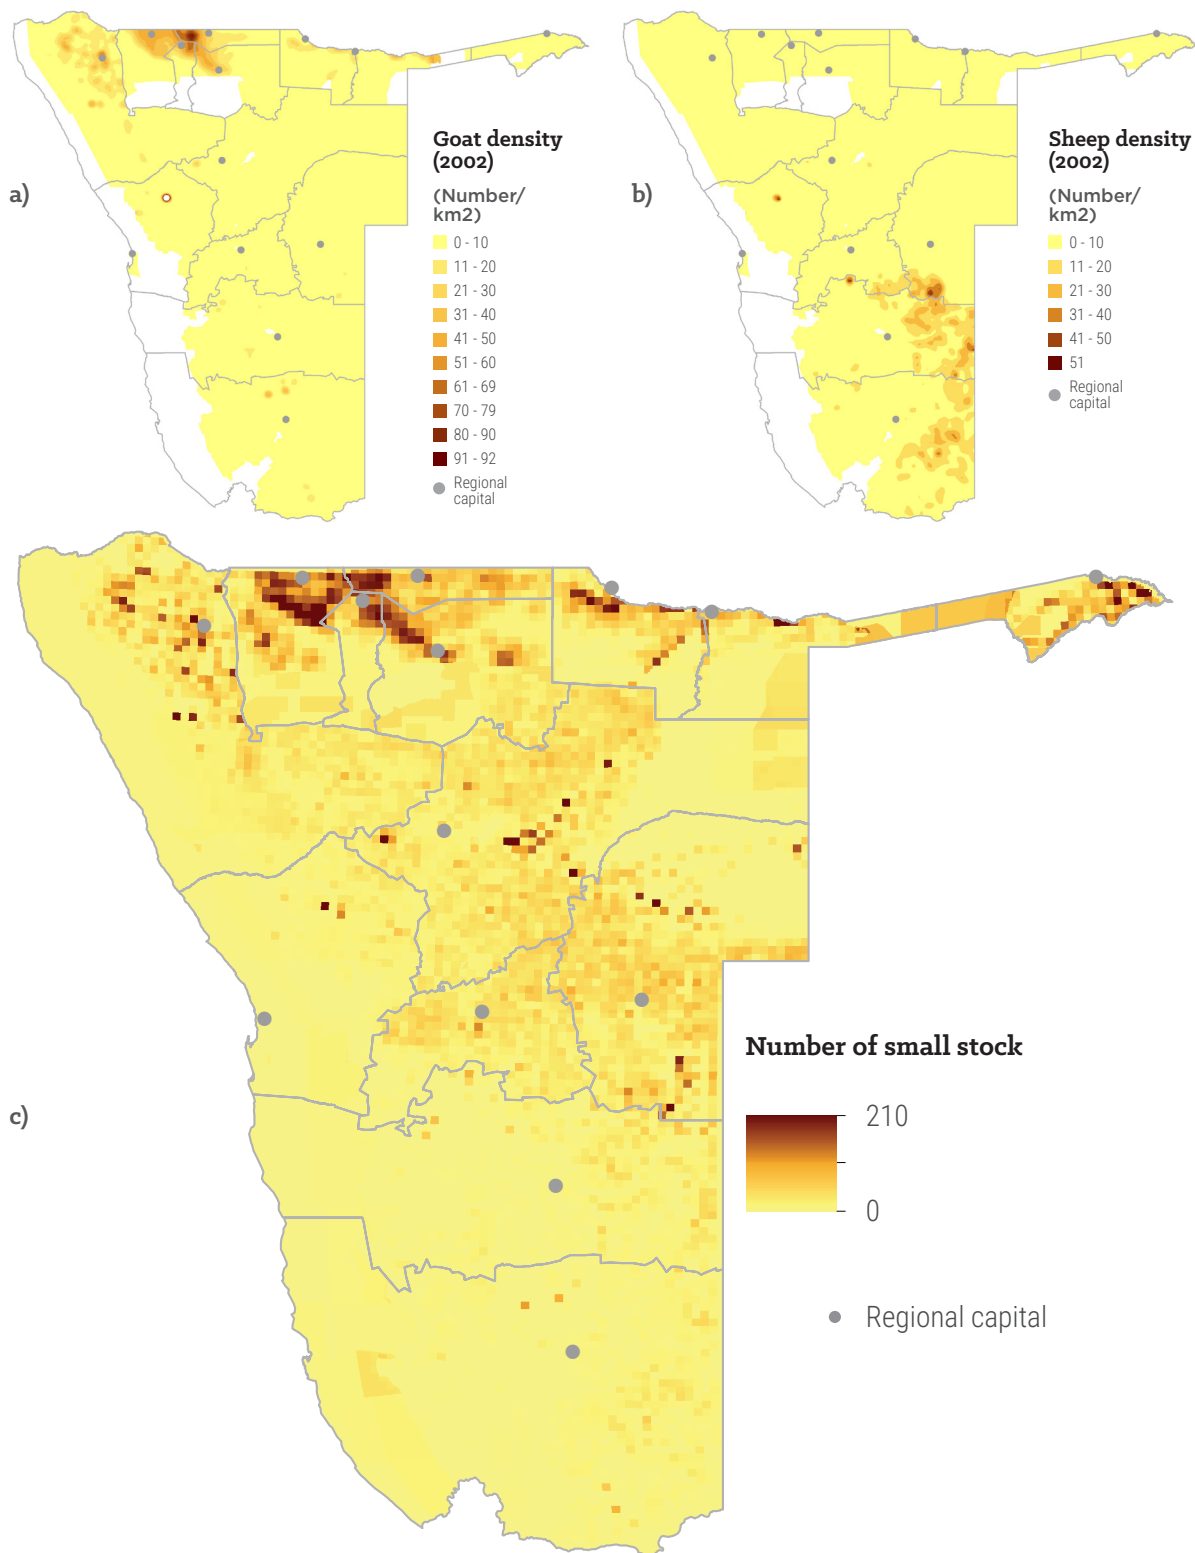 a)
Goat density
(2002)
(Number/
km2)
0 - 10
11 - 20
21 - 30
31 - 40
41 - 50
51 - 60
61 - 69
70 - 79
80 - 90
91 - 92
Regional
capital
b)
Sheep density
(2002)
(Number/
km2)
0 - 10
11 - 20
21 - 30
31 - 40
41 - 50
51
Regional
capital
c)
Number of small stock
210
0
Regional capital